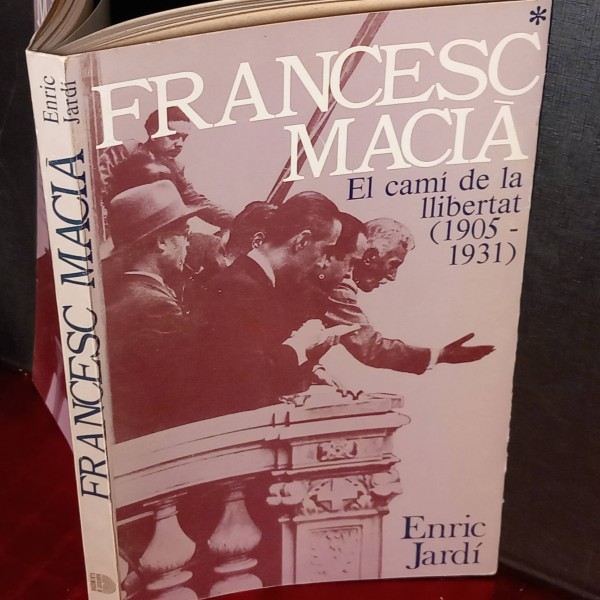 FRANCESC*
MACIÀ
El camí de la
llibertat
(1905 -
1931)
Enric
Jardí
Enric
Jardí
FRANCESC MACIÀ